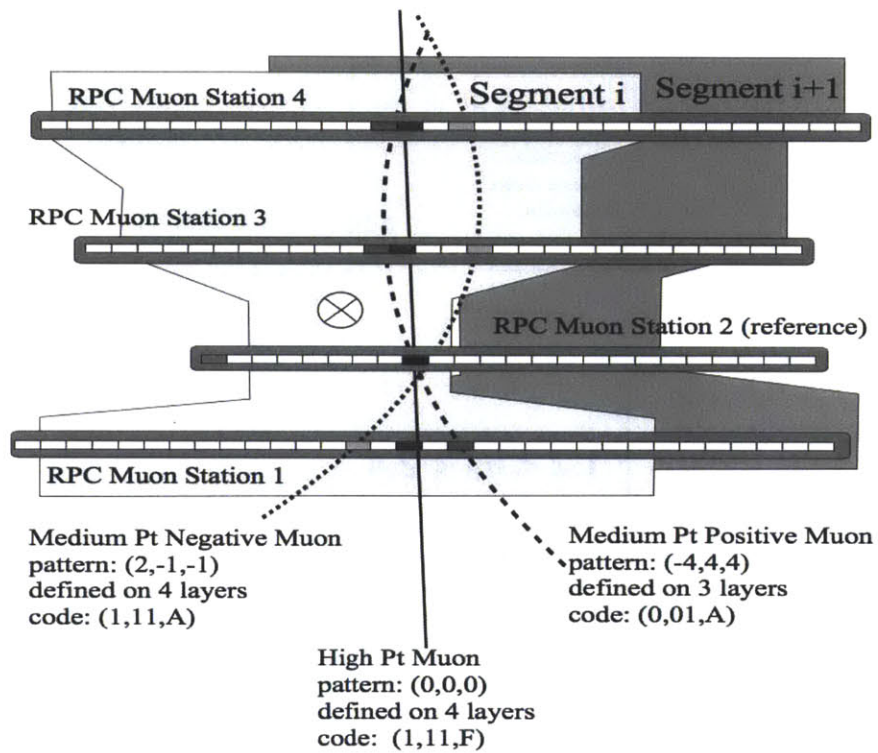 RPC Muon Station 4
Segment i
Segment i+1
RPC Muon Station 3
RPC Muon Station 2 (reference)
RPC Muon Station 1
Medium Pt Negative Muon
pattern: (2,-1,-1)
defined on 4 layers
code: (1,11,A)
Medium Pt Positive Muon
pattern: (-4,4,4)
defined on 3 layers
code: (0,01,A)
High Pt Muon
pattern: (0,0,0)
defined on 4 layers
code: (1,11,F)